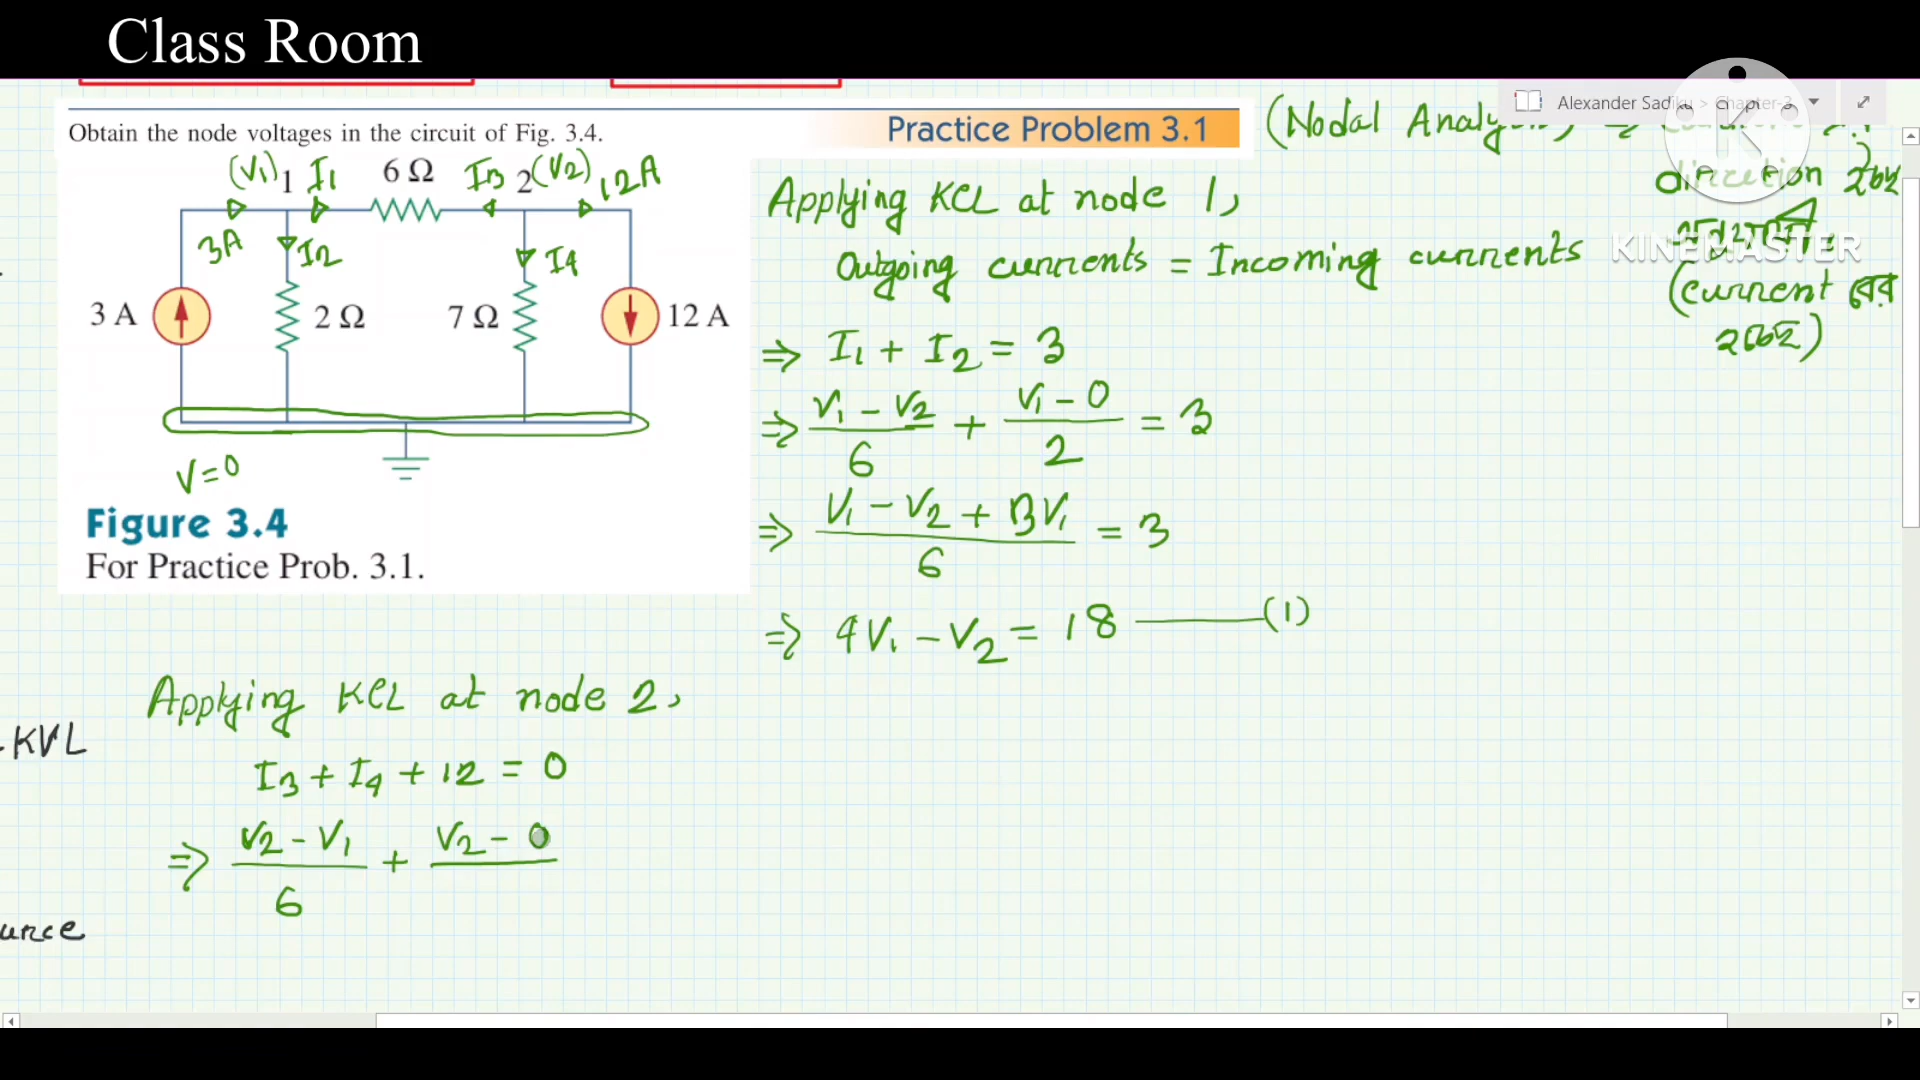 Class Room
Alexander Sadiku > Chapter-3
Obtain the node voltages in the circuit of Fig. 3.4.
Practice Problem 3.1
(Nodal
(V1) 1 I1 6 Ω I3 2 (V2) 12A
3A I2 I4
3 A 2 Ω 7 Ω 12 A
V=0
Figure 3.4
For Practice Prob. 3.1.
Applying KCL at node 1,
Outgoing currents = Incoming currents
⇒ I1 + I2 = 3
⇒ (V1 - V2)/6 + (V1 - 0)/2 = 3
⇒ (V1 - V2 + 3V1)/6 = 3
⇒ 4V1 - V2 = 18 ——— (1)
direction
(current
KINEMASTER
Applying KCL at node 2,
I3 + I4 + 12 = 0
⇒ (V2 - V1)/6 + V2 - 0
KVL